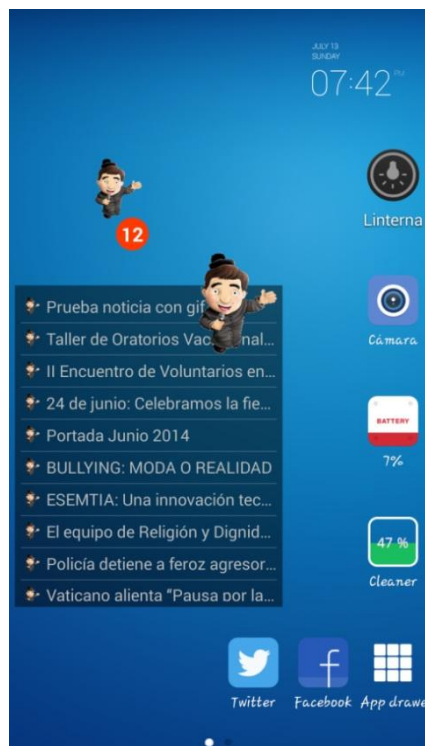 JULY 13
SUNDAY
07:42 PM
Linterna
12
Prueba noticia con gif
Taller de Oratorios Vac nal...
II Encuentro de Voluntarios en...
24 de junio: Celebramos la fie...
Portada Junio 2014
BULLYING: MODA O REALIDAD
ESEMTIA: Una innovación tec...
El equipo de Religión y Dignid...
Policía detiene a feroz agresor...
Vaticano alienta "Pausa por la...
Cámara
BATTERY
7%
47 %
Cleaner
Twitter
Facebook
App drawe